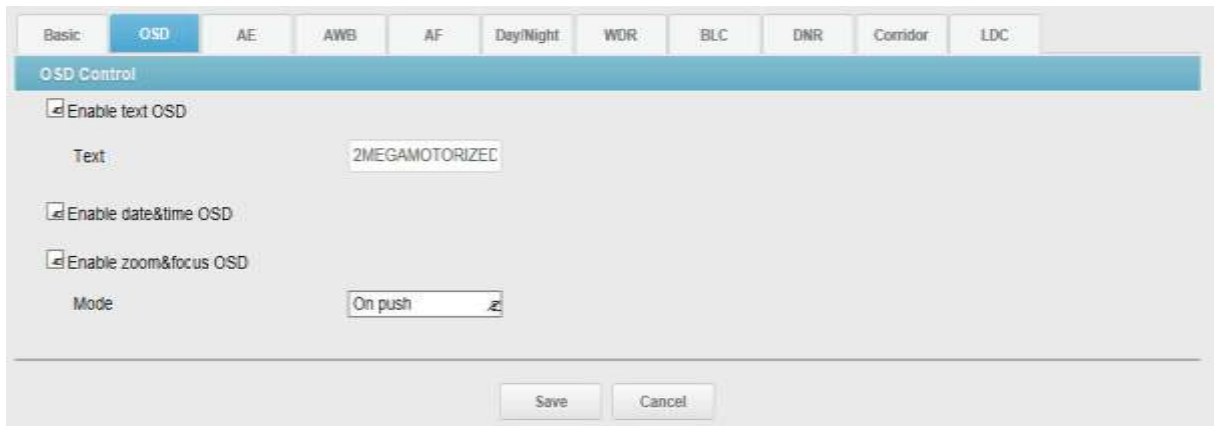 Basic OSD AE AWB AF Day/Night WDR BLC DNR Corridor LDC
OSD Control
Enable text OSD
Text 2MEGAMOTORIZED
Enable date&time OSD
Enable zoom&focus OSD
Mode On push
Save Cancel